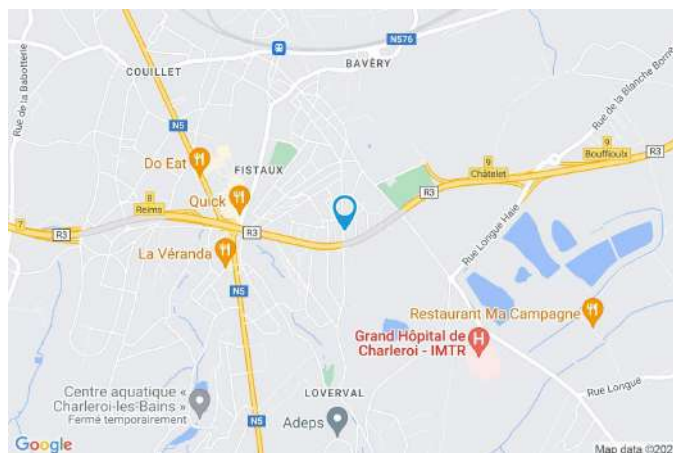 N576
COUILLET
BAVÉRY
Rue de la Babotterie
N5
Rue de la Blanche Borne
Do Eat
FISTAUX
9
Châtelet
9
Bouffioulx
R3
8
Reims
Quick
7
R3
R3
La Véranda
Rue Longue Haie
N5
Restaurant Ma Campagne
Grand Hôpital de
Charleroi - IMTR
H
Centre aquatique «
Charleroi-les-Bains »
Fermé temporairement
LOVERVAL
Rue Longue
N5
Adeps
Google
Map data ©202